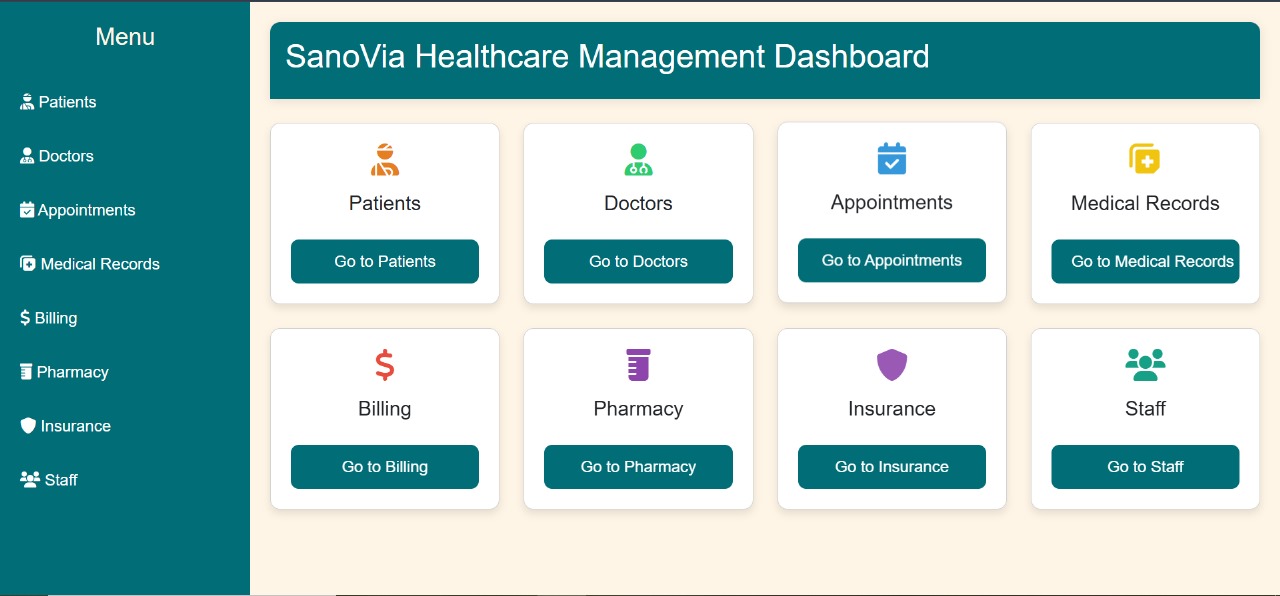 Menu
Patients
Doctors
Appointments
Medical Records
Billing
Pharmacy
Insurance
Staff
SanoVia Healthcare Management Dashboard
Patients
Go to Patients
Doctors
Go to Doctors
Appointments
Go to Appointments
Medical Records
Go to Medical Records
Billing
Go to Billing
Pharmacy
Go to Pharmacy
Insurance
Go to Insurance
Staff
Go to Staff